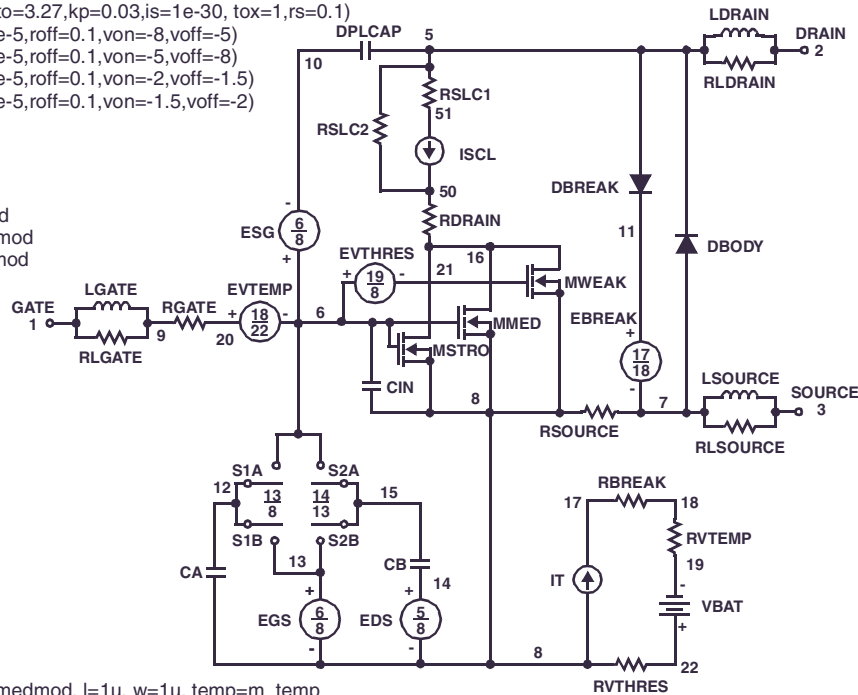 to=3.27,kp=0.03,is=1e-30, tox=1,rs=0.1)
e-5,roff=0.1,von=-8,voff=-5)
e-5,roff=0.1,von=-5,voff=-8)
e-5,roff=0.1,von=-2,voff=-1.5)
e-5,roff=0.1,von=-1.5,voff=-2)
d
mod
mod
DPLCAP
5
10
LDRAIN
DRAIN
2
RLDRAIN
RSLC1
51
RSLC2
ISCL
50
RDRAIN
DBREAK
11
DBODY
-
ESG
6
8
+
EVTHRES
+
19
8
-
21
16
MWEAK
LGATE
GATE
1
RLGATE
9
RGATE
20
EVTEMP
+
18
22
-
6
MMED
MSTRO
EBREAK
+
17
18
-
CIN
8
RSOURCE
7
LSOURCE
SOURCE
3
RLSOURCE
S1A
S2A
12
13
8
14
13
15
S1B
S2B
13
CA
CB
14
+
EGS
6
8
-
+
EDS
5
8
-
RBREAK
17
18
RVTEMP
19
IT
-
VBAT
+
8
22
RVTHRES
medmod, l=1u, w=1u, temp=m_temp